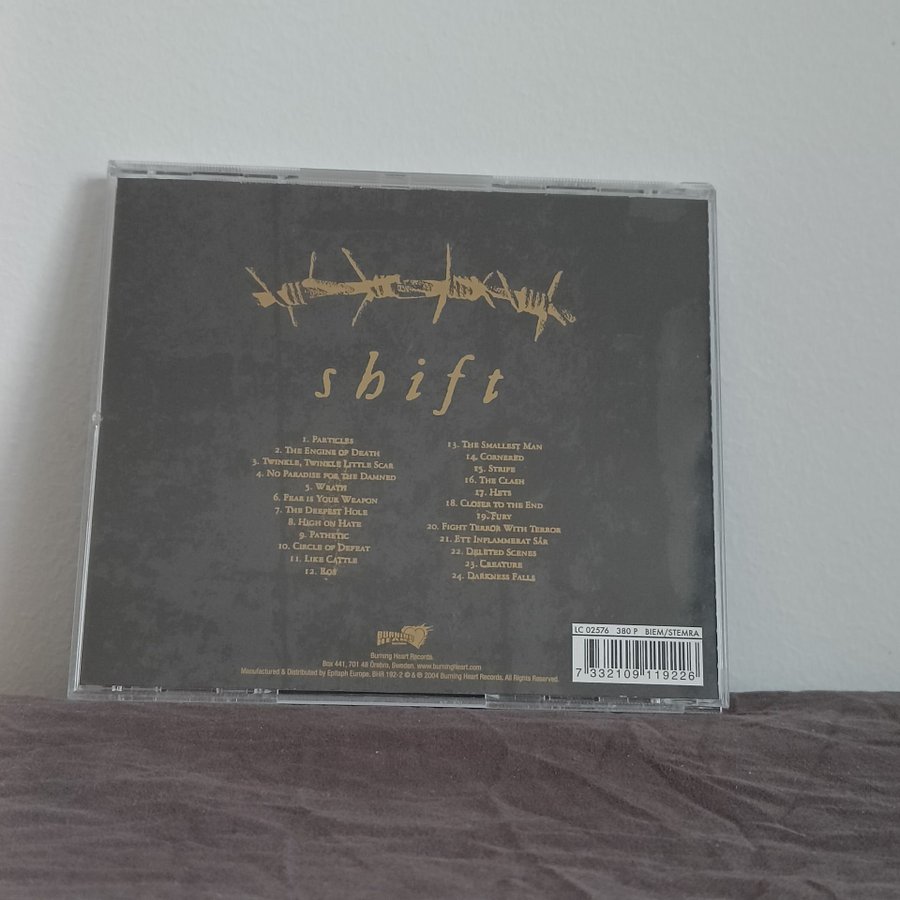 shift
1. Particles
2. The Engine of Death
3. Twinkle, Twinkle Little Scar
4. No Paradise for the Damned
5. Wrath
6. Fear is Your Weapon
7. The Deepest Hole
8. High on Hate
9. Pathetic
10. Circle of Defeat
11. Like Cattle
12. Eos
13. The Smallest Man
14. Cornered
15. Strife
16. The Clash
17. Hets
18. Closer to the End
19. Fury
20. Fight Terror With Terror
21. Ett Inflammerat Sår
22. Deleted Scenes
23. Creature
24. Darkness Falls
BURNING
HEART
Burning Heart Records.
Box 441, 701 48 Örebro, Sweden. www.burningheart.com
Manufactured & Distributed by Epitaph Europe. BHR 192-2 © & ℗ 2004 Burning Heart Records. All Rights Reserved.
LC 02576 380 P BIEM/STEMRA
7 332109 119226